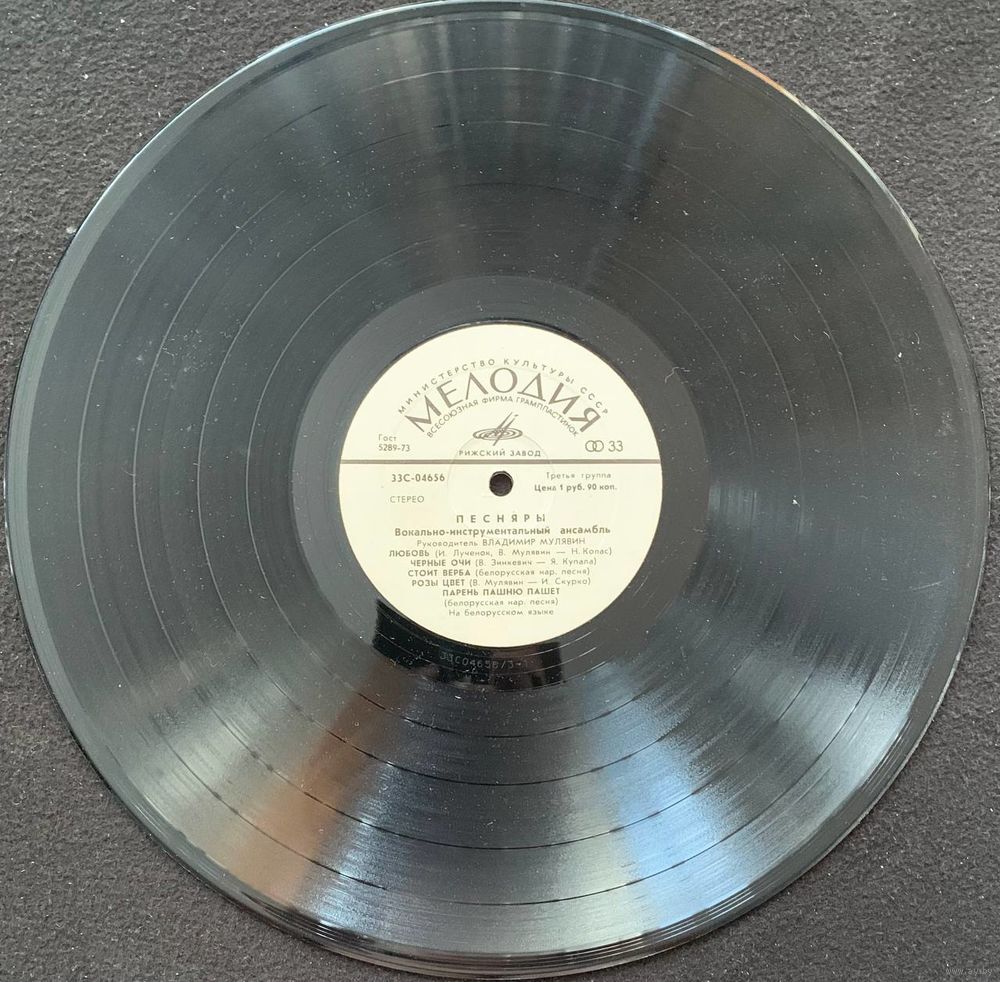 МИНИСТЕРСТВО КУЛЬТУРЫ СССР
МЕЛОДИЯ
ВСЕСОЮЗНАЯ ФИРМА ГРАМПЛАСТИНОК
Гост
5289-73
33
РИЖСКИЙ ЗАВОД
33С-04656
Третья группа
Цена 1 руб. 90 коп.
СТЕРЕО
ПЕСНЯРЫ
Вокально-инструментальный ансамбль
Руководитель ВЛАДИМИР МУЛЯВИН
ЛЮБОВЬ (И. Лученок, В. Мулявин — Н. Копас)
ЧЕРНЫЕ ОЧИ (В. Зинкевич — Я. Купала)
СТОИТ ВЕРБА (белорусская нар. песня)
РОЗЫ ЦВЕТ (В. Мулявин — И. Скурко)
ПАРЕНЬ ПАШНЮ ПАШЕТ
(белорусская нар. песня)
На белорусском языке